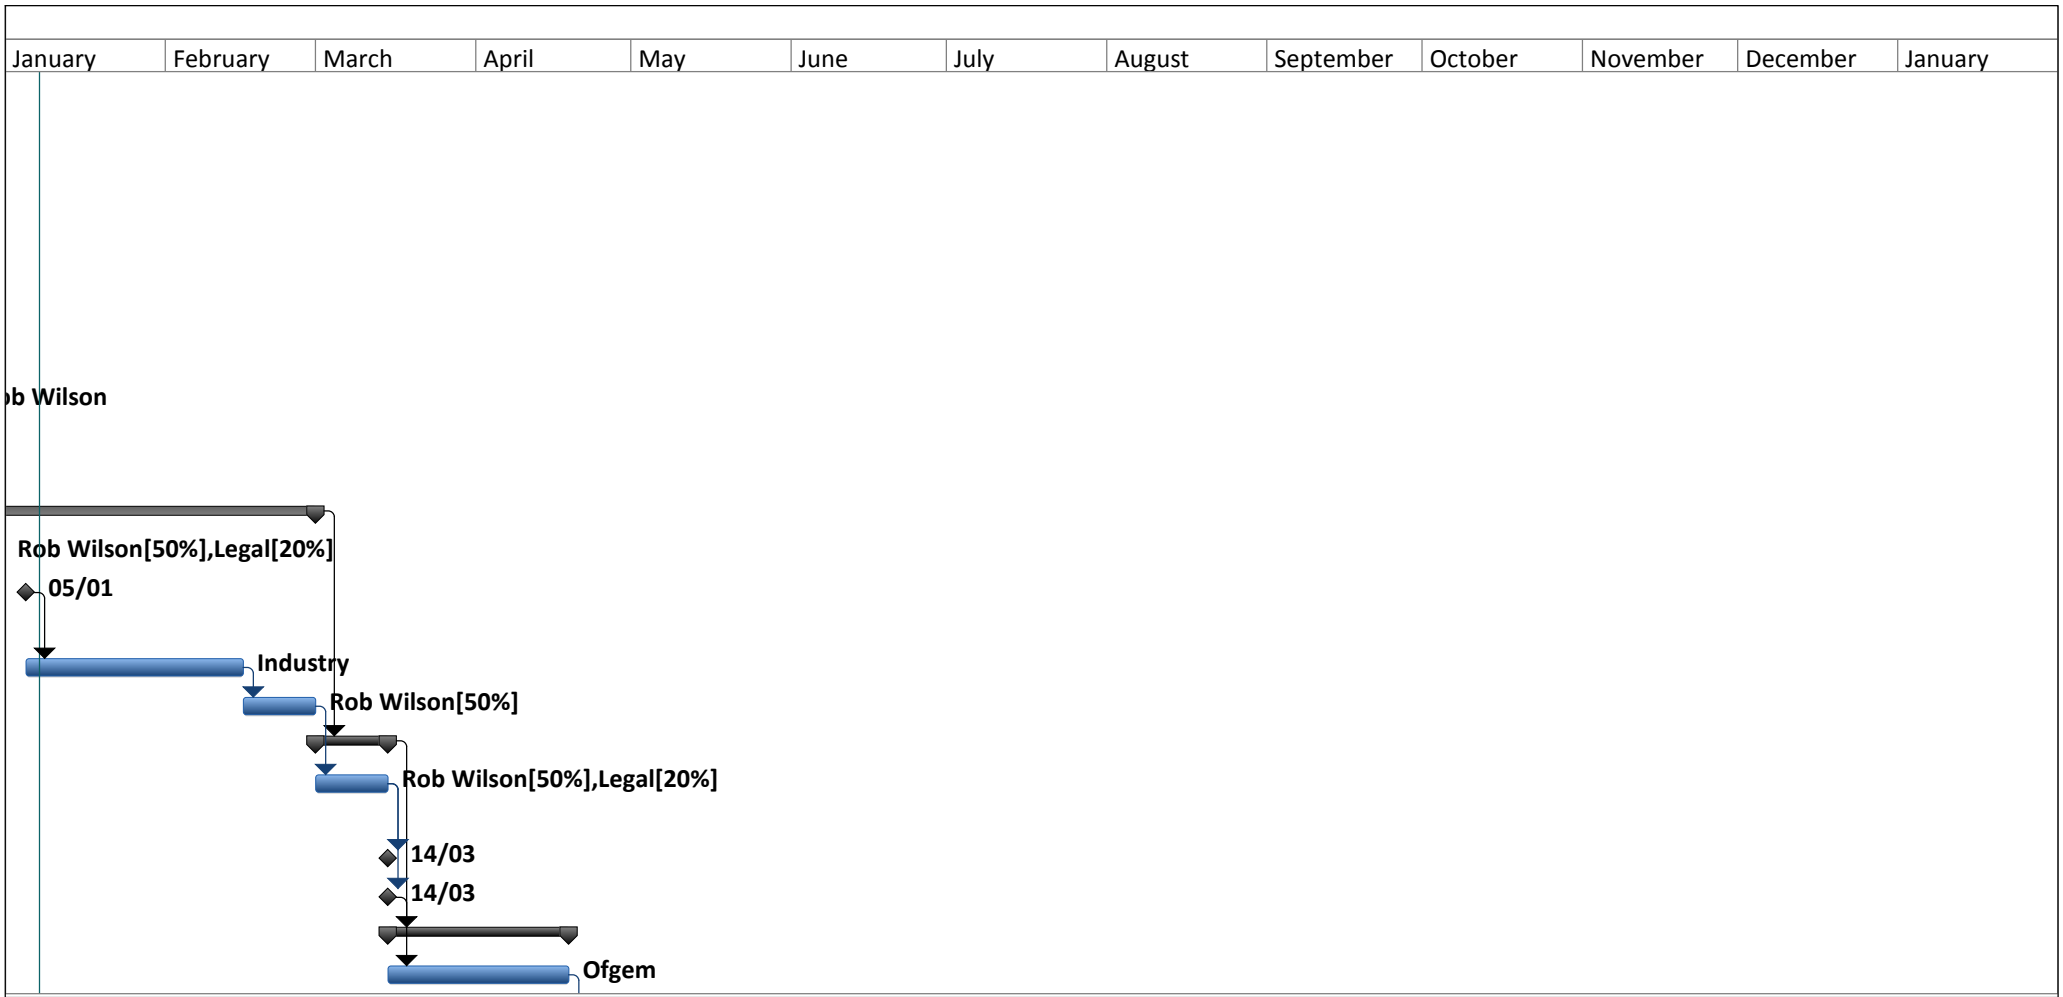 January February March April May June July August September October November December January
ob Wilson
Rob Wilson[50%],Legal[20%]
05/01
Industry
Rob Wilson[50%]
Rob Wilson[50%],Legal[20%]
14/03
14/03
Ofgem